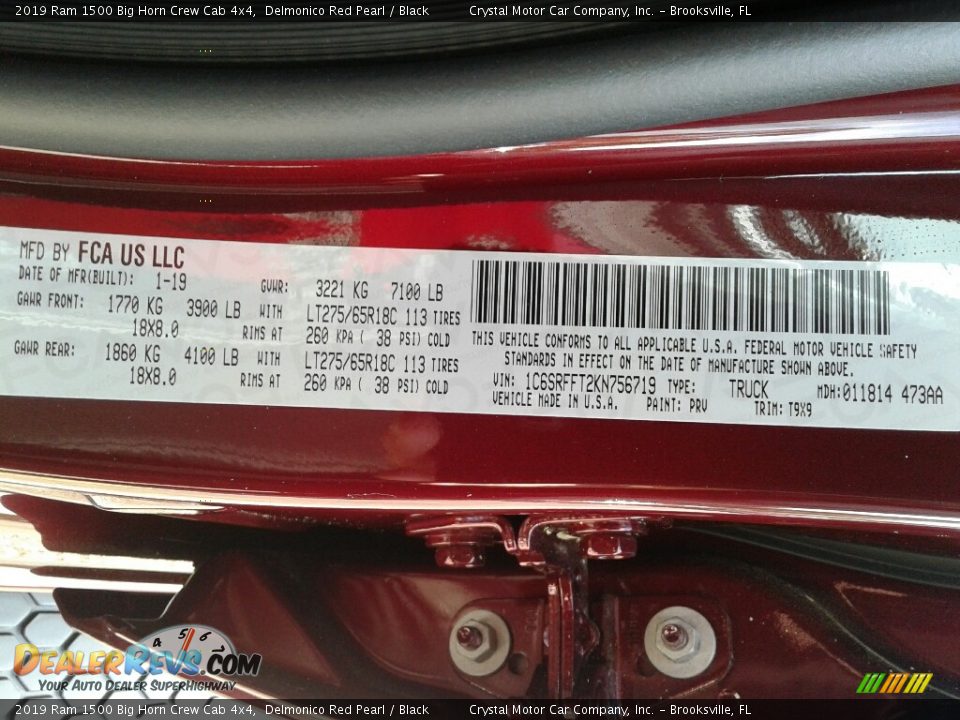 2019 Ram 1500 Big Horn Crew Cab 4x4, Delmonico Red Pearl / Black Crystal Motor Car Company, Inc. - Brooksville, FL
MFD BY FCA US LLC
DATE OF MFR(BUILT): 1-19 GVWR: 3221 KG 7100 LB
GAWR FRONT: 1770 KG 3900 LB WITH LT275/65R18C 113 TIRES
18X8.0 RIMS AT 260 KPA ( 38 PSI) COLD
GAWR REAR: 1860 KG 4100 LB WITH LT275/65R18C 113 TIRES
18X8.0 RIMS AT 260 KPA ( 38 PSI) COLD
THIS VEHICLE CONFORMS TO ALL APPLICABLE U.S.A. FEDERAL MOTOR VEHICLE SAFETY
STANDARDS IN EFFECT ON THE DATE OF MANUFACTURE SHOWN ABOVE.
VIN: 1C6SRFFT2KN756719 TYPE: TRUCK MDH:011814 473AA
VEHICLE MADE IN U.S.A. PAINT: PRV TRIM: T9X9
4 5 6
DealerRevs.com
Your Auto Dealer SuperHighway
2019 Ram 1500 Big Horn Crew Cab 4x4, Delmonico Red Pearl / Black Crystal Motor Car Company, Inc. - Brooksville, FL